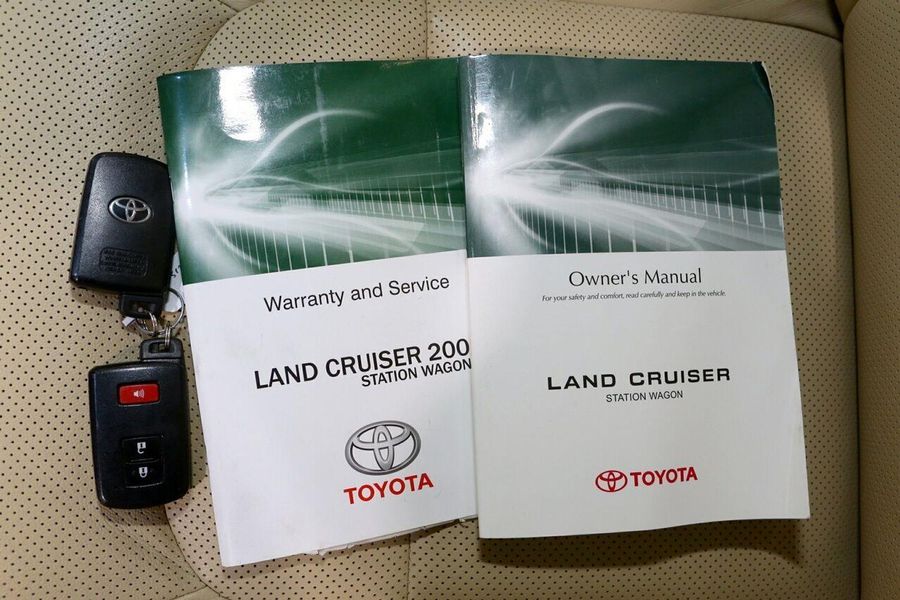 Warranty and Service
LAND CRUISER 200
STATION WAGON
TOYOTA
Owner's Manual
For your safety and comfort, read carefully and keep in the vehicle.
LAND CRUISER
STATION WAGON
TOYOTA